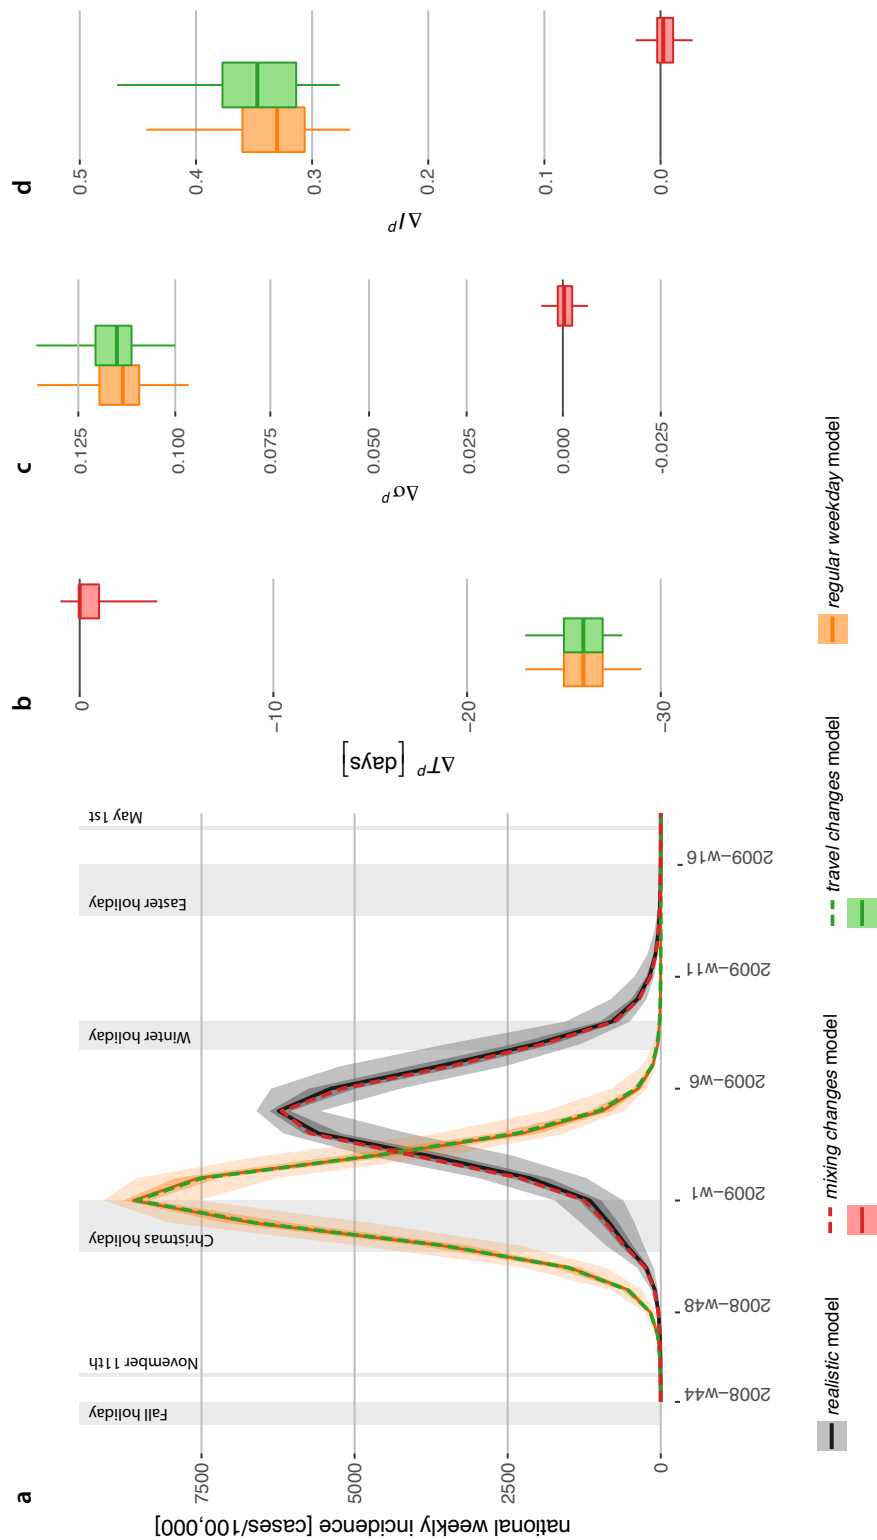 a
national weekly incidence [cases/100,000]
7500
5000
2500
0
Fall holiday
November 11th
Christmas holiday
Winter holiday
Easter holiday
May 1st
2008–w44
2008–w48
2009–w1
2009–w6
2009–w11
2009–w16
b
ΔTᵖ [days]
0
−10
−20
−30
c
Δσᵖ
0.125
0.100
0.075
0.050
0.025
0.000
-0.025
d
ΔIᵖ
0.5
0.4
0.3
0.2
0.1
0.0
realistic model
mixing changes model
travel changes model
regular weekday model